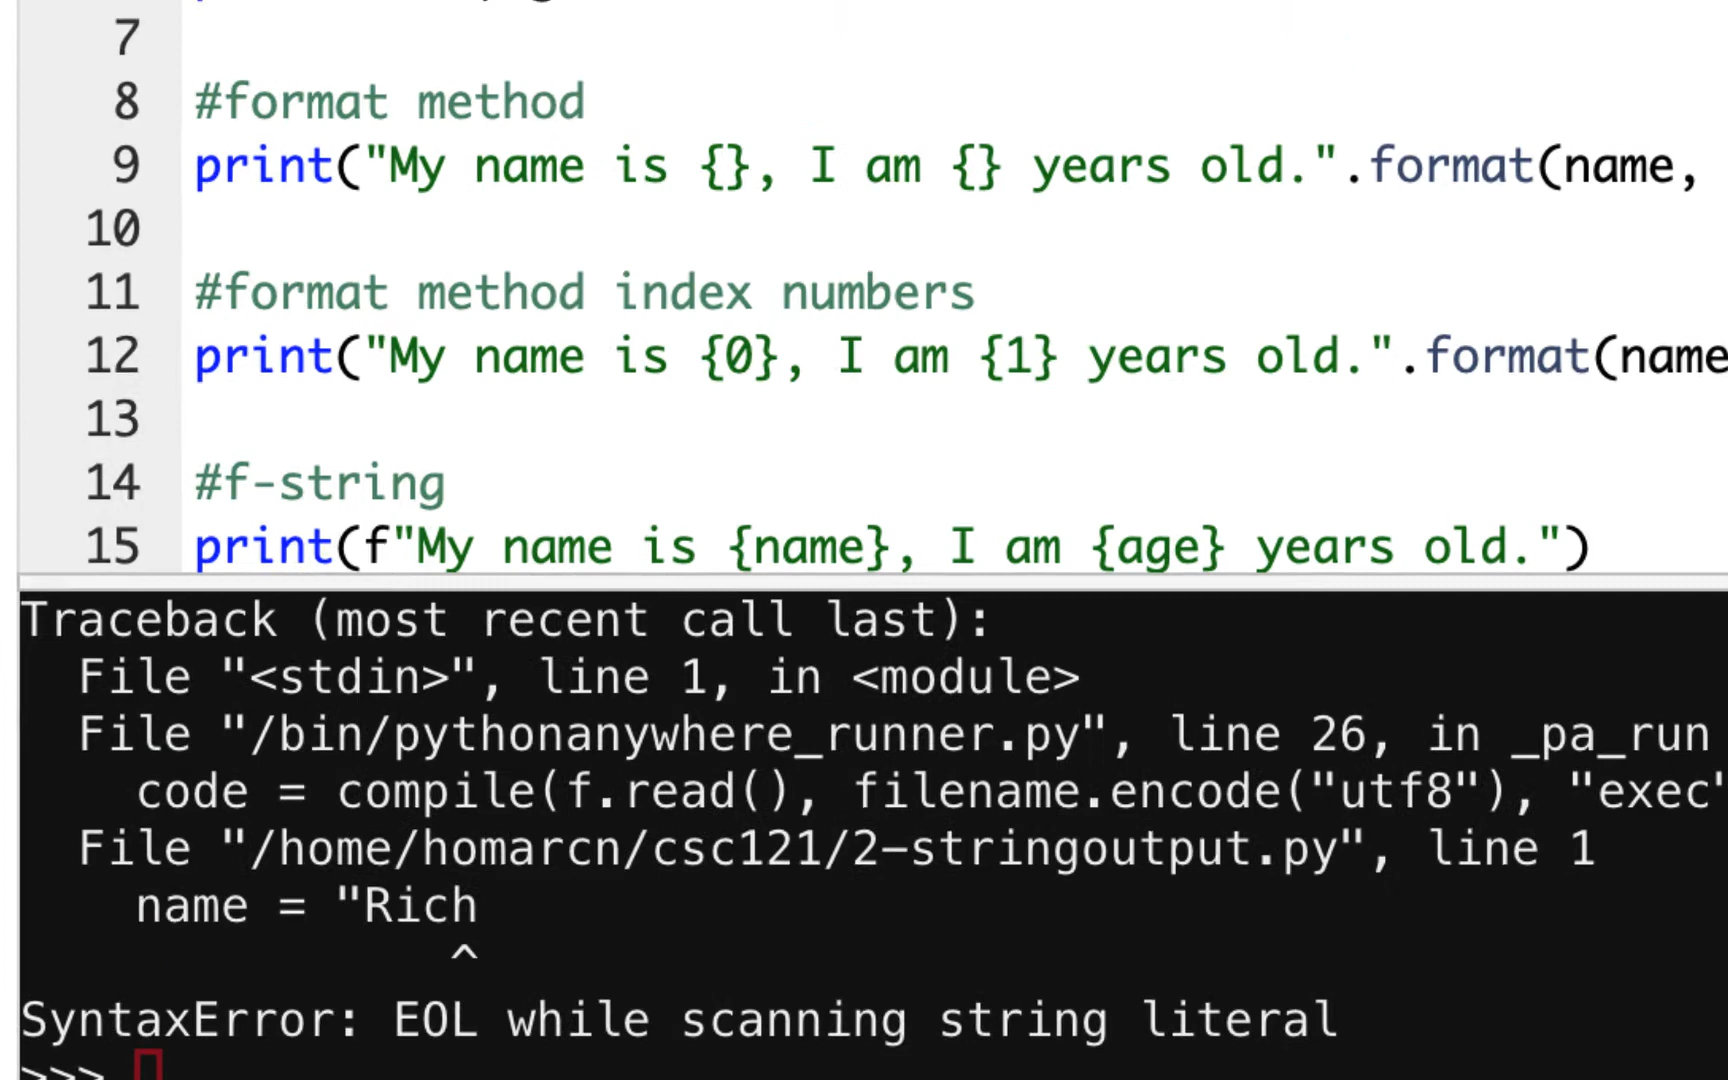 7
8 #format method
9 print("My name is {}, I am {} years old.".format(name,
10
11 #format method index numbers
12 print("My name is {0}, I am {1} years old.".format(name
13
14 #f-string
15 print(f"My name is {name}, I am {age} years old.")
Traceback (most recent call last):
  File "<stdin>", line 1, in <module>
  File "/bin/pythonanywhere_runner.py", line 26, in _pa_run
    code = compile(f.read(), filename.encode("utf8"), "exec"
  File "/home/homarcn/csc121/2-stringoutput.py", line 1
    name = "Rich
               ^
SyntaxError: EOL while scanning string literal
>>>